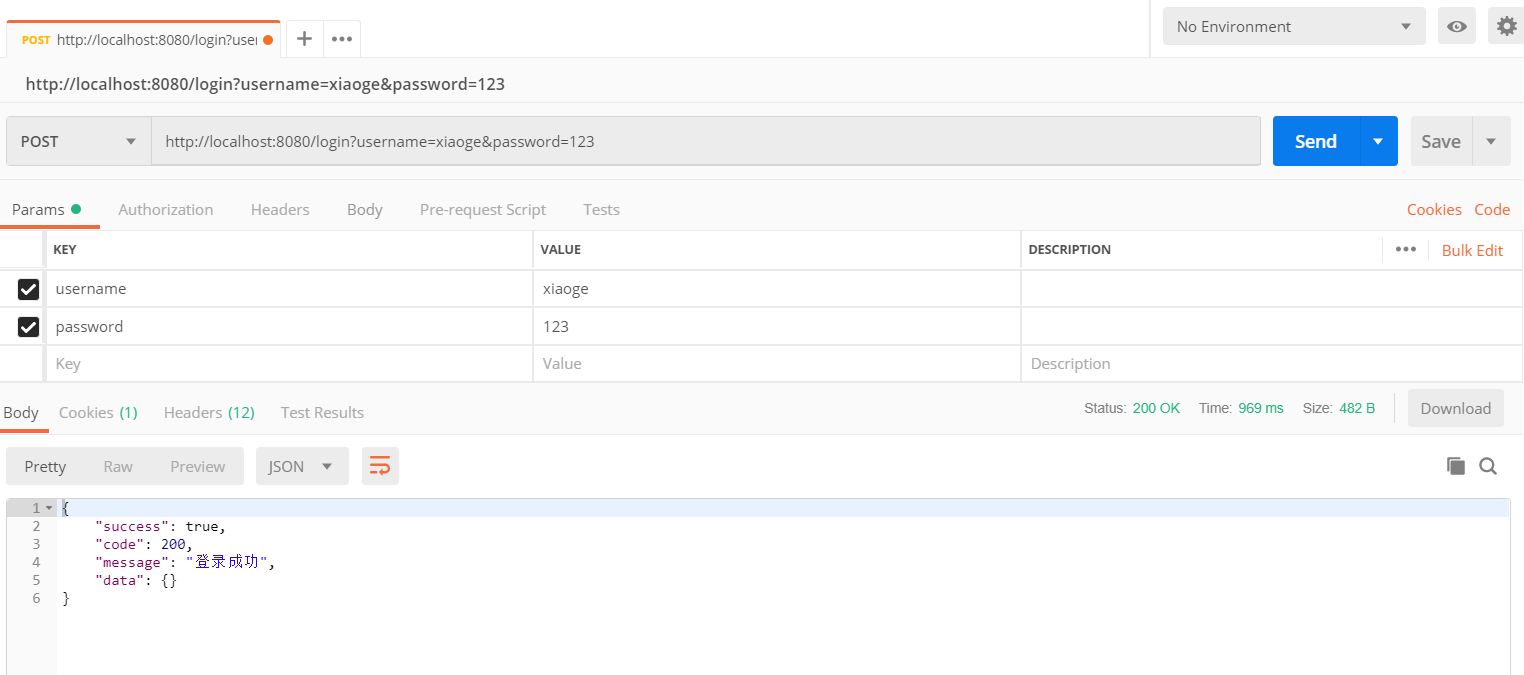 POST http://localhost:8080/login?use
No Environment
http://localhost:8080/login?username=xiaoge&password=123
POST http://localhost:8080/login?username=xiaoge&password=123 Send Save
Params Authorization Headers Body Pre-request Script Tests Cookies Code
KEY VALUE DESCRIPTION ••• Bulk Edit
username xiaoge
password 123
Key Value Description
Body Cookies (1) Headers (12) Test Results Status: 200 OK Time: 969 ms Size: 482 B Download
Pretty Raw Preview JSON
1 {
2 "success": true,
3 "code": 200,
4 "message": "登录成功",
5 "data": {}
6 }